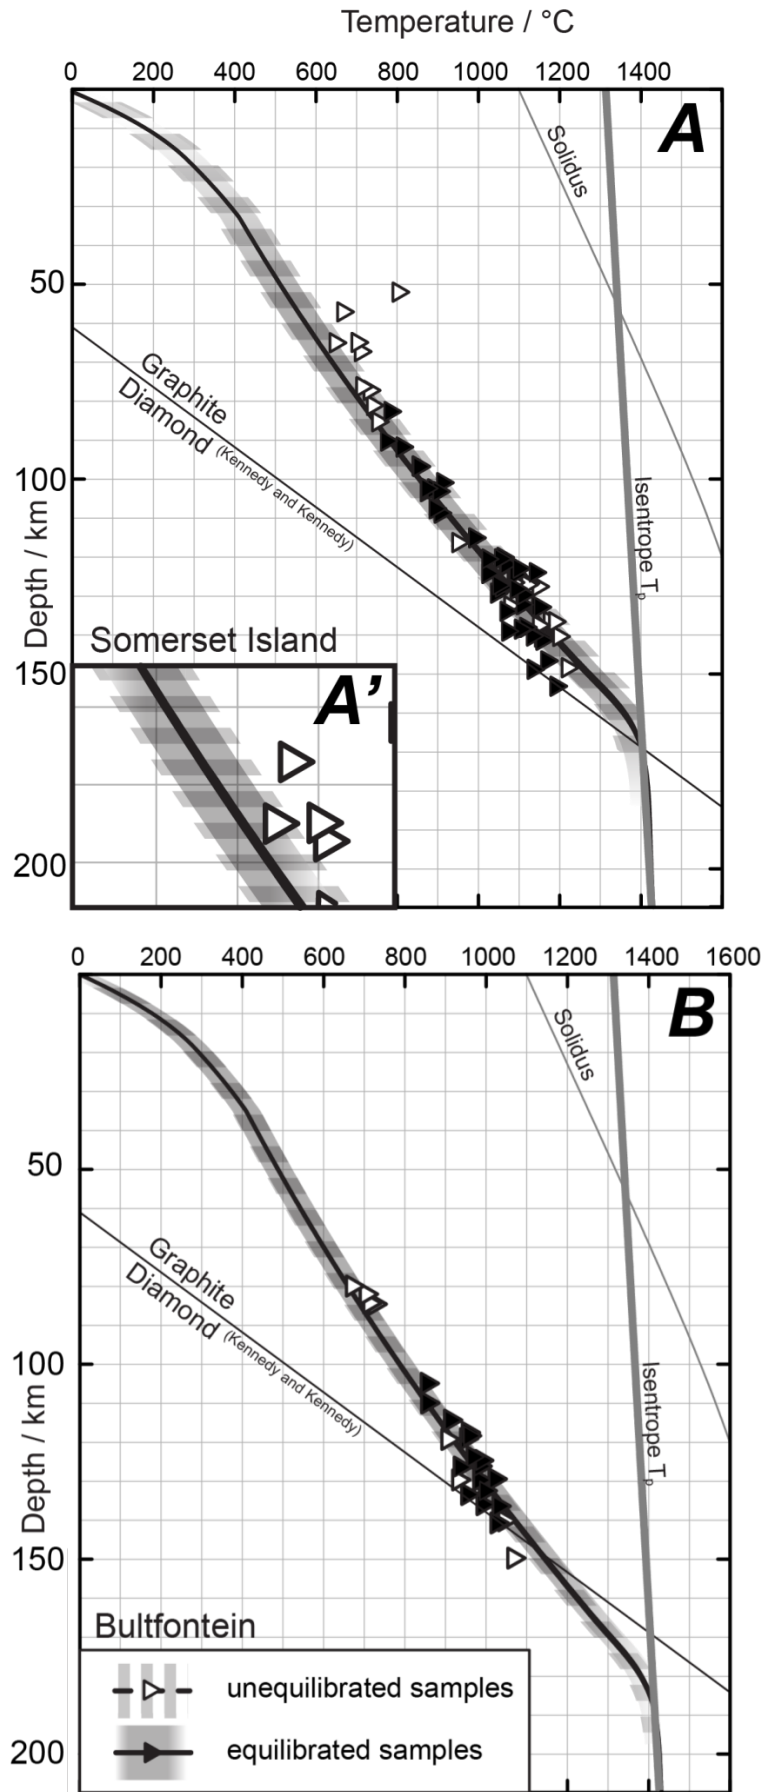 Temperature / °C
0 200 400 600 800 1000 1200 1400
A
Solidus
50
Graphite
Diamond (Kennedy and Kennedy)
100
Isentrope Tp
Depth / km
Somerset Island
150
A’
200
0 200 400 600 800 1000 1200 1400 1600
B
Solidus
50
Graphite
Diamond (Kennedy and Kennedy)
100
Isentrope Tp
Depth / km
150
Bultfontein
unequilibrated samples
equilibrated samples
200